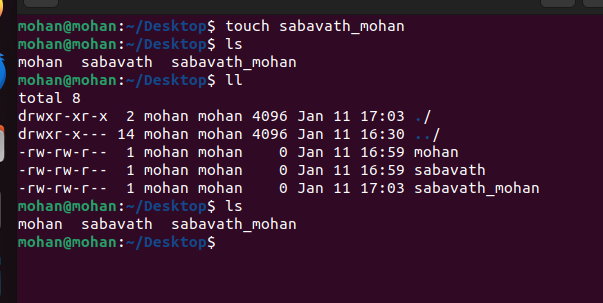 mohan@mohan:~/Desktop$ touch sabavath_mohan
mohan@mohan:~/Desktop$ ls
mohan  sabavath  sabavath_mohan
mohan@mohan:~/Desktop$ ll
total 8
drwxr-xr-x  2 mohan mohan 4096 Jan 11 17:03 ./
drwxr-x--- 14 mohan mohan 4096 Jan 11 16:30 ../
-rw-rw-r--  1 mohan mohan    0 Jan 11 16:59 mohan
-rw-rw-r--  1 mohan mohan    0 Jan 11 16:59 sabavath
-rw-rw-r--  1 mohan mohan    0 Jan 11 17:03 sabavath_mohan
mohan@mohan:~/Desktop$ ls
mohan  sabavath  sabavath_mohan
mohan@mohan:~/Desktop$